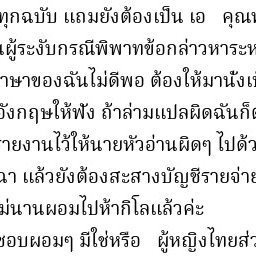 ทุกฉบับ แถมยังต้องเป็น เอ คุณ
ผู้ระงับกรณีพิพาทข้อกล่าวหาระห
าษาของฉันไม่ดีพอ ต้องให้มานั่งเ
อังกฤษให้ฟัง ถ้าล่ามแปลผิดฉันก็
รายงานไว้ให้นายหัวอ่านผิดๆ ไปด้ว
ฉา แล้วยังต้องสะสางบัญชีรายจ่าย
ม่นานผอมไปห้ากิโลแล้วค่ะ
ชอบผอมๆ มิใช่หรือ ผู้หญิงไทยส่ว